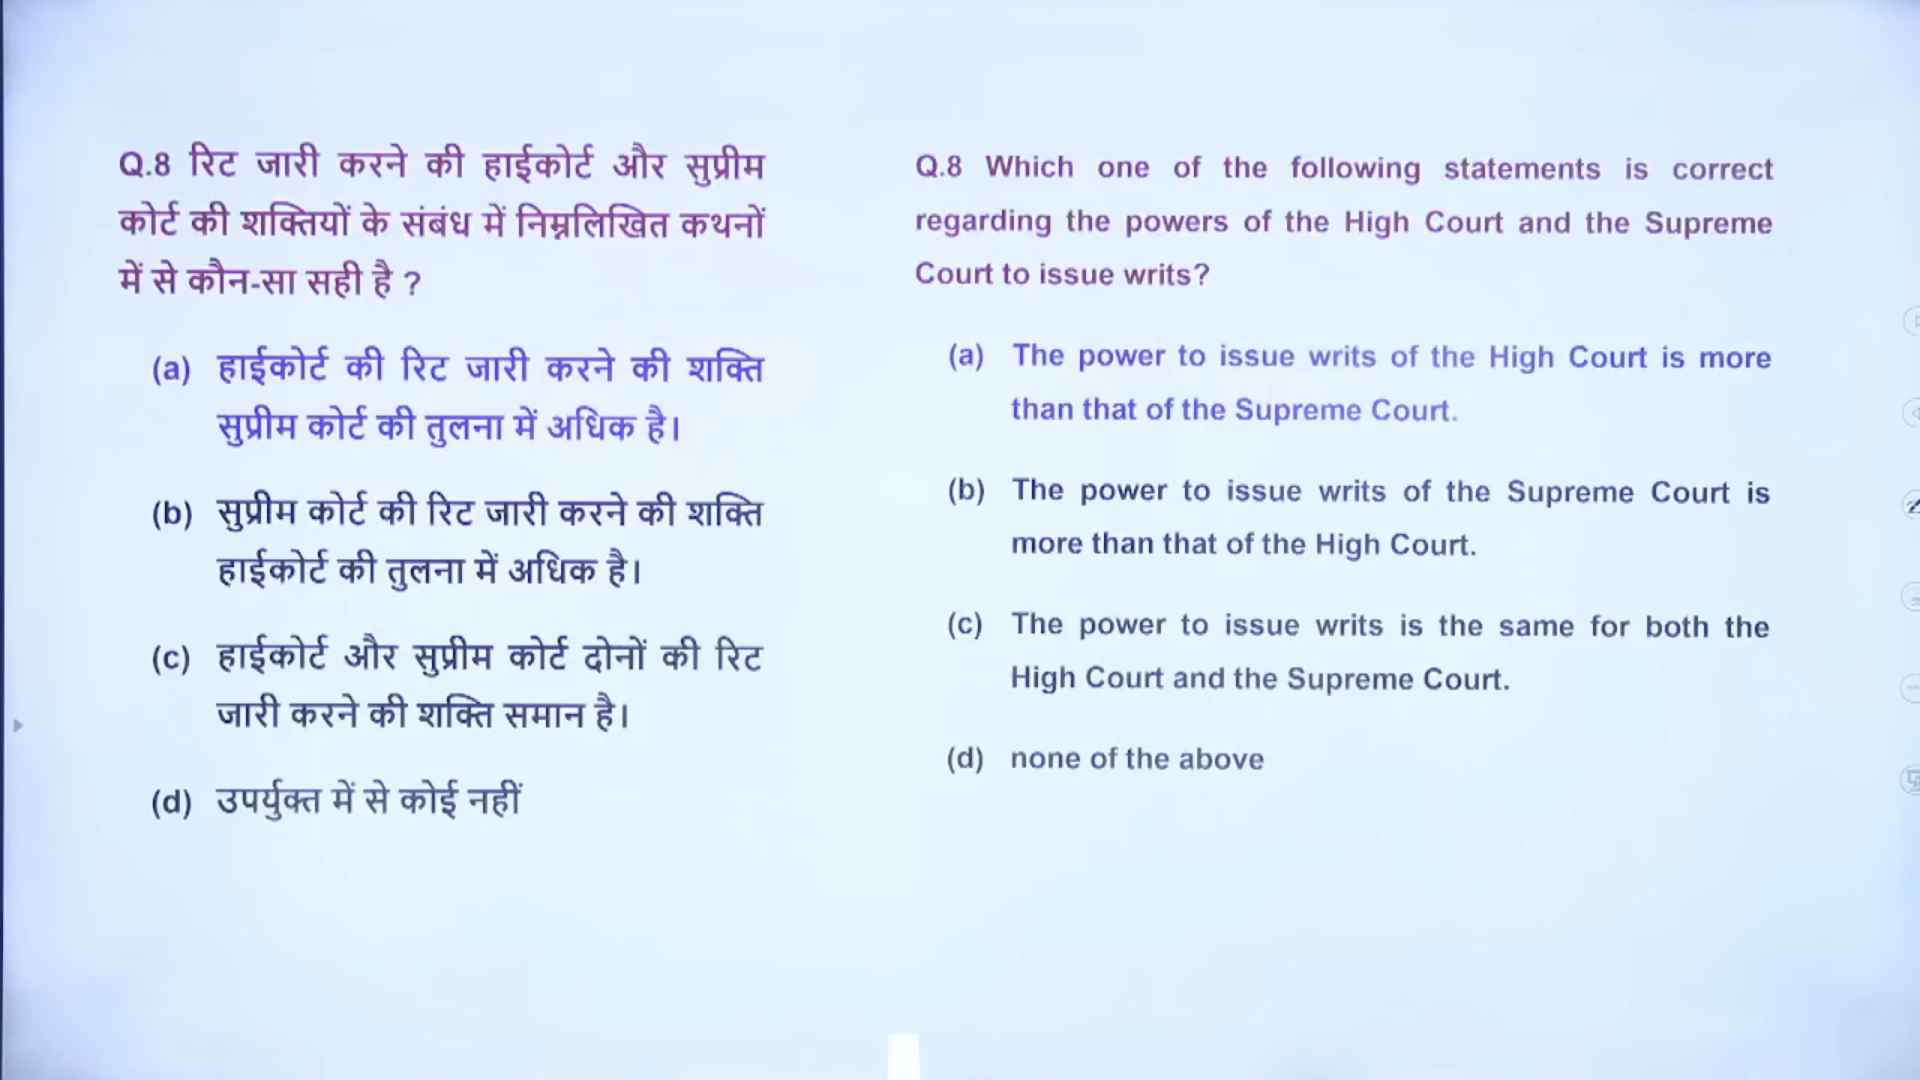 Q.8 रिट जारी करने की हाईकोर्ट और सुप्रीम
कोर्ट की शक्तियों के संबंध में निम्नलिखित कथनों
में से कौन-सा सही है ?
(a) हाईकोर्ट की रिट जारी करने की शक्ति
सुप्रीम कोर्ट की तुलना में अधिक है।
(b) सुप्रीम कोर्ट की रिट जारी करने की शक्ति
हाईकोर्ट की तुलना में अधिक है।
(c) हाईकोर्ट और सुप्रीम कोर्ट दोनों की रिट
जारी करने की शक्ति समान है।
(d) उपर्युक्त में से कोई नहीं
Q.8 Which one of the following statements is correct
regarding the powers of the High Court and the Supreme
Court to issue writs?
(a) The power to issue writs of the High Court is more
than that of the Supreme Court.
(b) The power to issue writs of the Supreme Court is
more than that of the High Court.
(c) The power to issue writs is the same for both the
High Court and the Supreme Court.
(d) none of the above